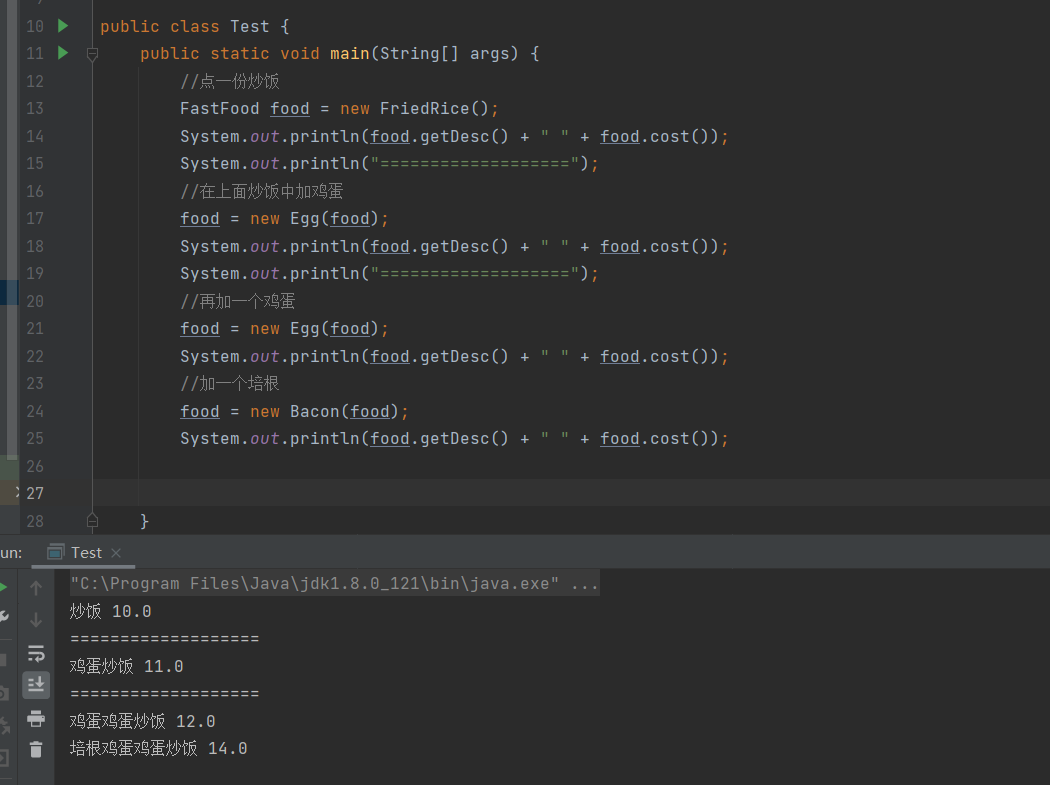 10 public class Test {
11 public static void main(String[] args) {
12 //点一份炒饭
13 FastFood food = new FriedRice();
14 System.out.println(food.getDesc() + " " + food.cost());
15 System.out.println("===================");
16 //在上面炒饭中加鸡蛋
17 food = new Egg(food);
18 System.out.println(food.getDesc() + " " + food.cost());
19 System.out.println("===================");
20 //再加一个鸡蛋
21 food = new Egg(food);
22 System.out.println(food.getDesc() + " " + food.cost());
23 //加一个培根
24 food = new Bacon(food);
25 System.out.println(food.getDesc() + " " + food.cost());
26
27
28 }
un: Test
"C:\Program Files\Java\jdk1.8.0_121\bin\java.exe" ...
炒饭 10.0
===================
鸡蛋炒饭 11.0
===================
鸡蛋鸡蛋炒饭 12.0
培根鸡蛋鸡蛋炒饭 14.0